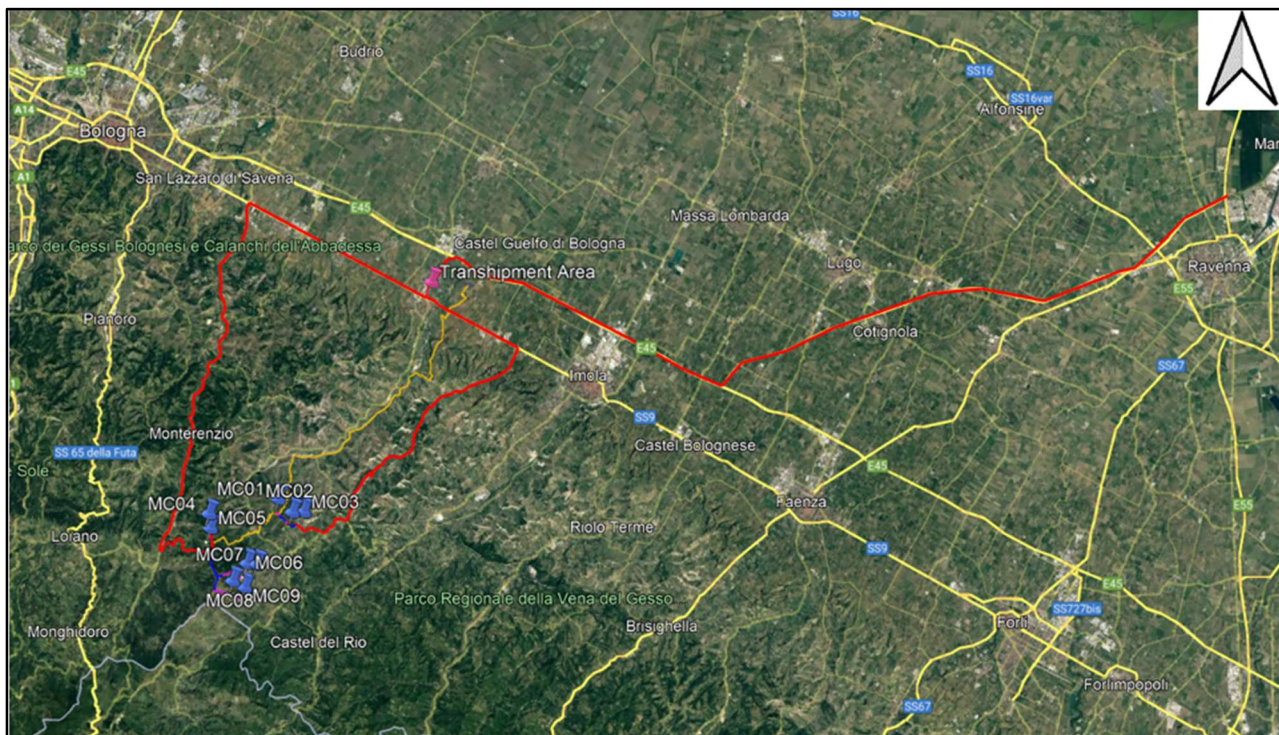 SS16
Budrio
E45
SS16
SS16var
Alfonsine
A14
Bologna
Mar
A1
San Lazzaro di Savena
E45
Massa Lombarda
arco dei Gessi Bolognesi e Calanchi dell'Abbadessa
Castel Guelfo di Bologna
Transhipment Area
Lugo
Ravenna
E55
Pianoro
Cotignola
E45
Imola
SS67
SS9
Monterenzio
Castel Bolognese
SS 65 della Futa
e Sole
E45
MC01
MC02
MC03
MC04
MC05
Faenza
E55
Loiano
Riolo Terme
SS9
MC07
MC06
MC08
MC09
Parco Regionale della Vena del Gesso
E45
SS727bis
Monghidoro
Castel del Rio
Brisighella
Forlì
Forlimpopoli
SS67